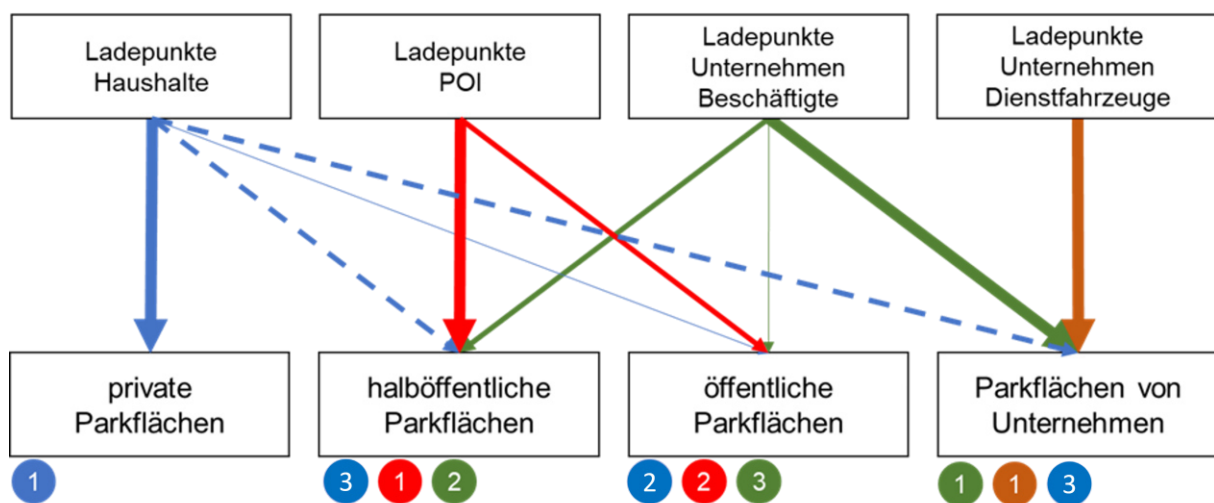 Ladepunkte
Haushalte
Ladepunkte
POI
Ladepunkte
Unternehmen
Beschäftigte
Ladepunkte
Unternehmen
Dienstfahrzeuge
private
Parkflächen
halböffentliche
Parkflächen
öffentliche
Parkflächen
Parkflächen von
Unternehmen
1
3 1 2
2 2 3
1 1 3